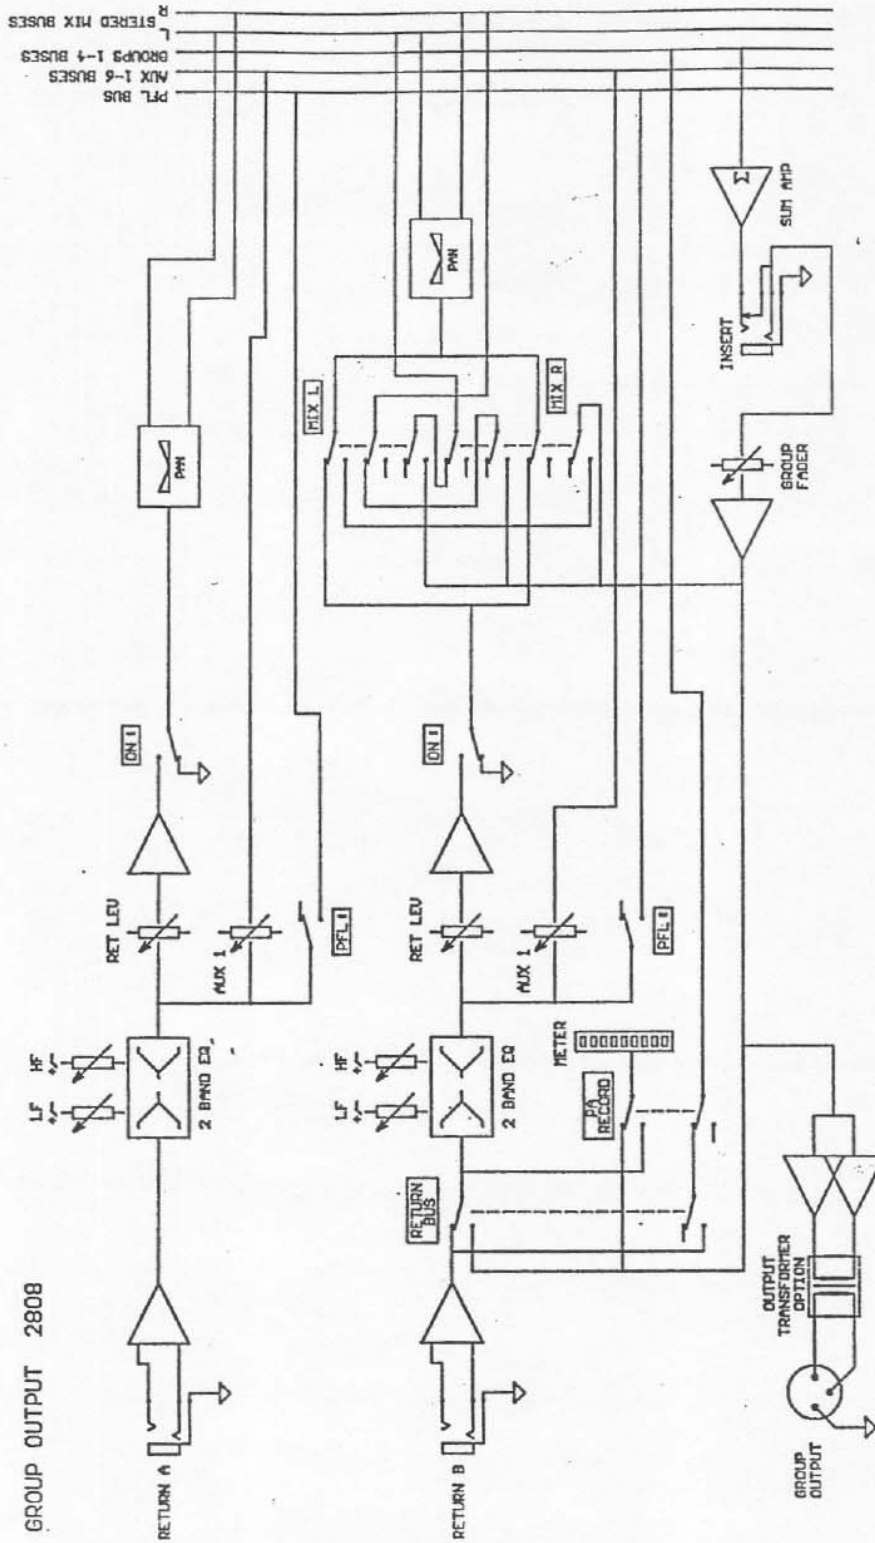 GROUP OUTPUT 2808
STEREO MIX BUSES
R
L
GROUPS 1-4 BUSES
AUX 1-6 BUSES
PFL BUS
RETURN A
LF
+/-
HF
+/-
2 BAND EQ
RET LEV
AUX 1
PFL
ON
PAN
RETURN B
RETURN
BUS
LF
+/-
HF
+/-
2 BAND EQ
PA
RECORD
METER
RET LEV
AUX 1
PFL
ON
MIX L
MIX R
PAN
GROUP
OUTPUT
OUTPUT
TRANSFORMER
OPTION
GROUP
FADER
INSERT
Σ
SUM AMP